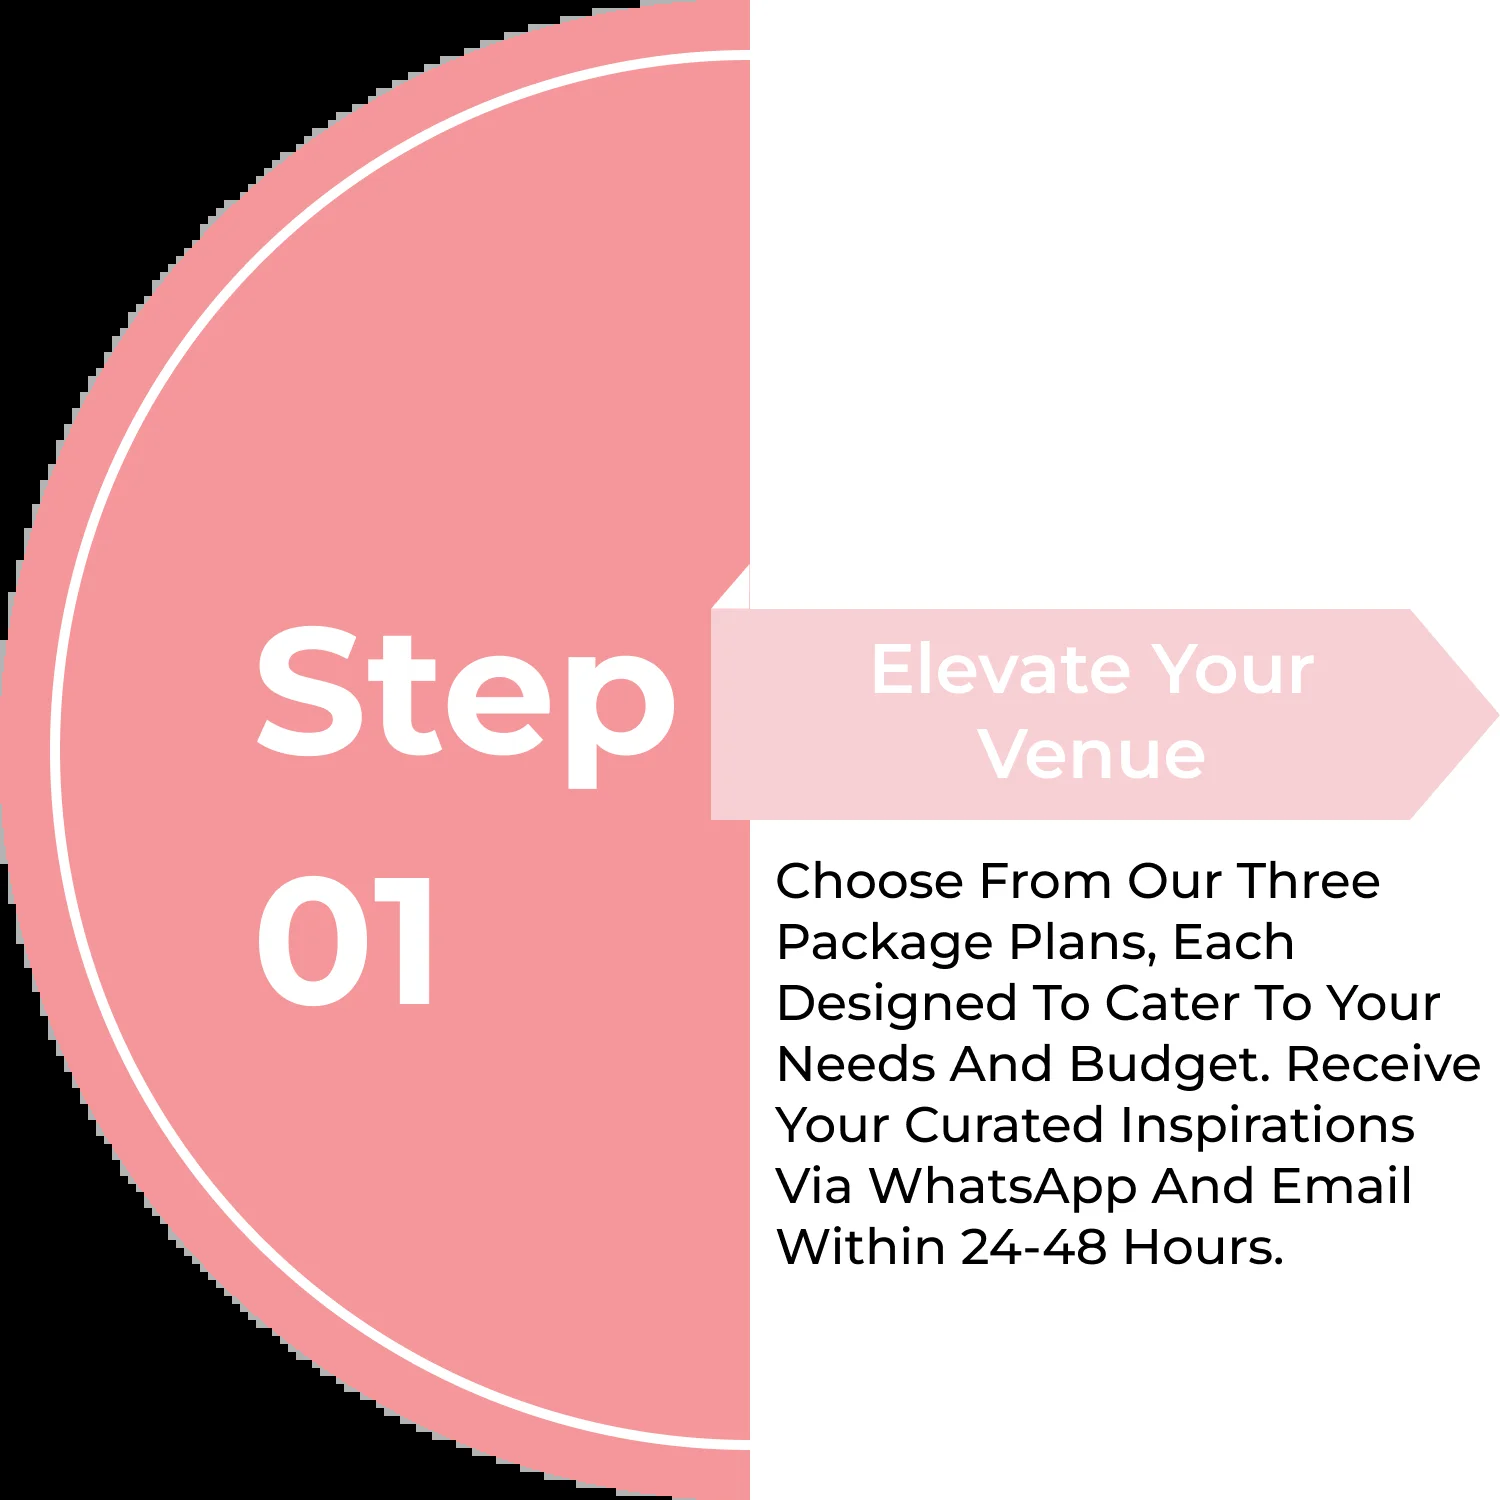 Step
01
Elevate Your
Venue
Choose From Our Three
Package Plans, Each
Designed To Cater To Your
Needs And Budget. Receive
Your Curated Inspirations
Via WhatsApp And Email
Within 24-48 Hours.